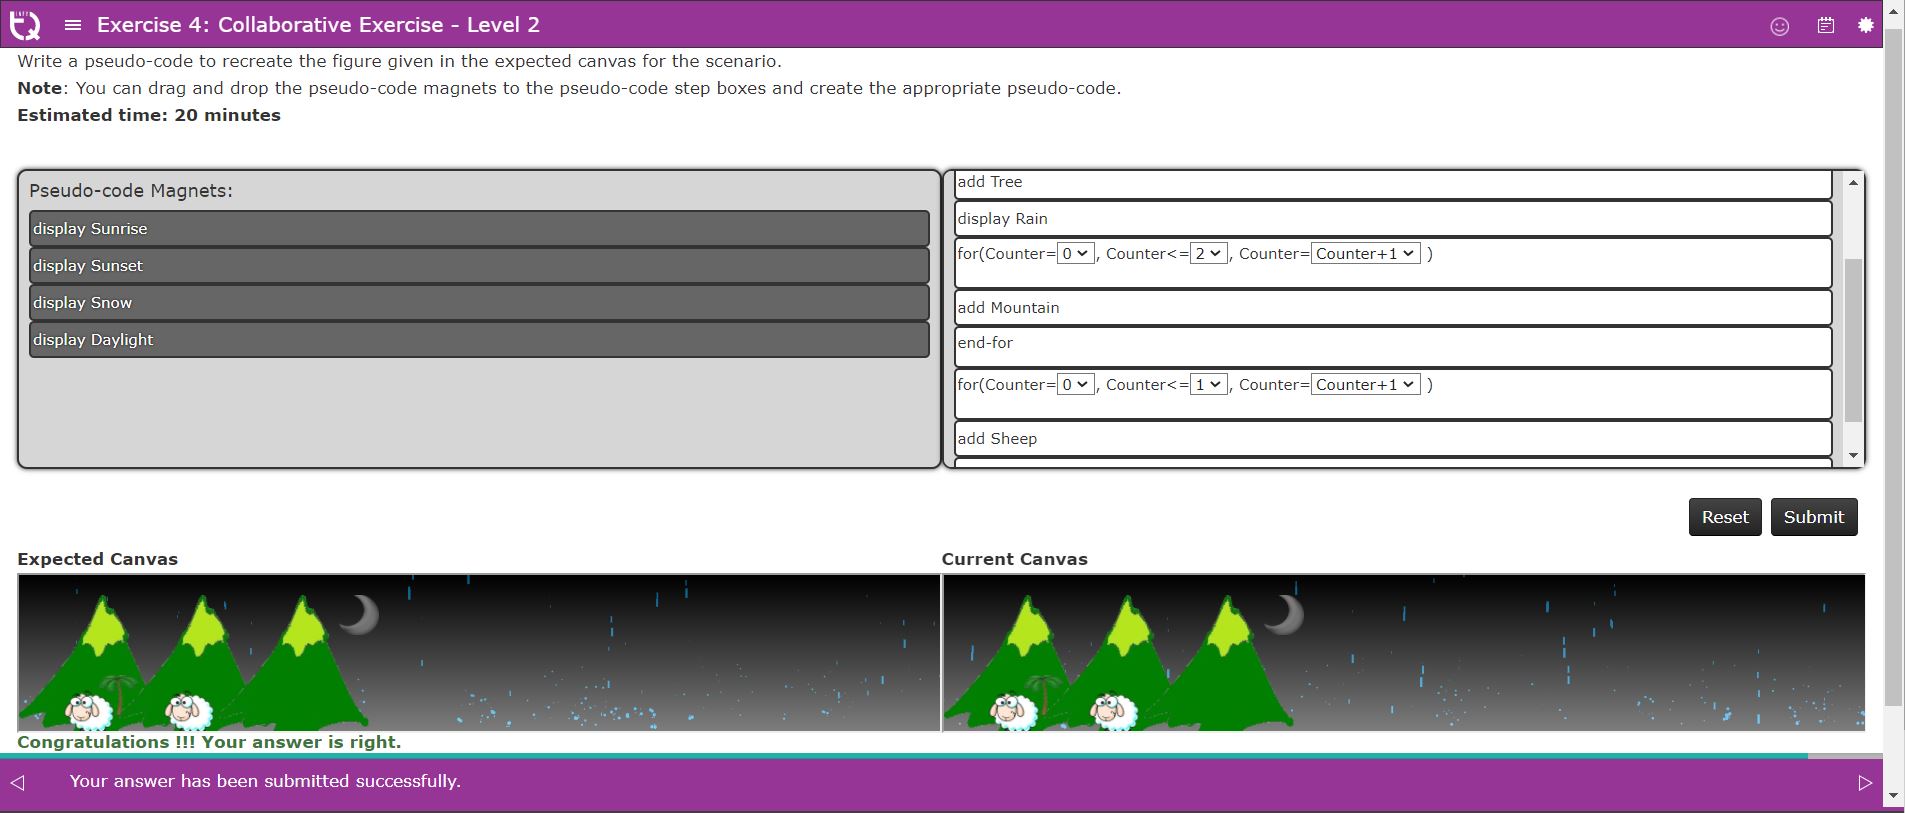 Exercise 4: Collaborative Exercise - Level 2
Write a pseudo-code to recreate the figure given in the expected canvas for the scenario.
Note: You can drag and drop the pseudo-code magnets to the pseudo-code step boxes and create the appropriate pseudo-code.
Estimated time: 20 minutes
Pseudo-code Magnets:
display Sunrise
display Sunset
display Snow
display Daylight
add Tree
display Rain
for(Counter= 0 , Counter<= 2 , Counter= Counter+1 )
add Mountain
end-for
for(Counter= 0 , Counter<= 1 , Counter= Counter+1 )
add Sheep
Reset Submit
Expected Canvas
Current Canvas
Congratulations !!! Your answer is right.
Your answer has been submitted successfully.